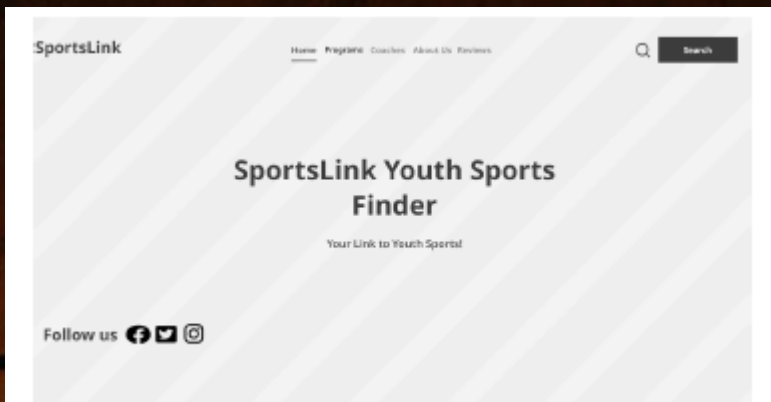 :SportsLink
Home Programs Coaches About Us Reviews
Search
SportsLink Youth Sports
Finder
Your Link to Youth Sports!
Follow us